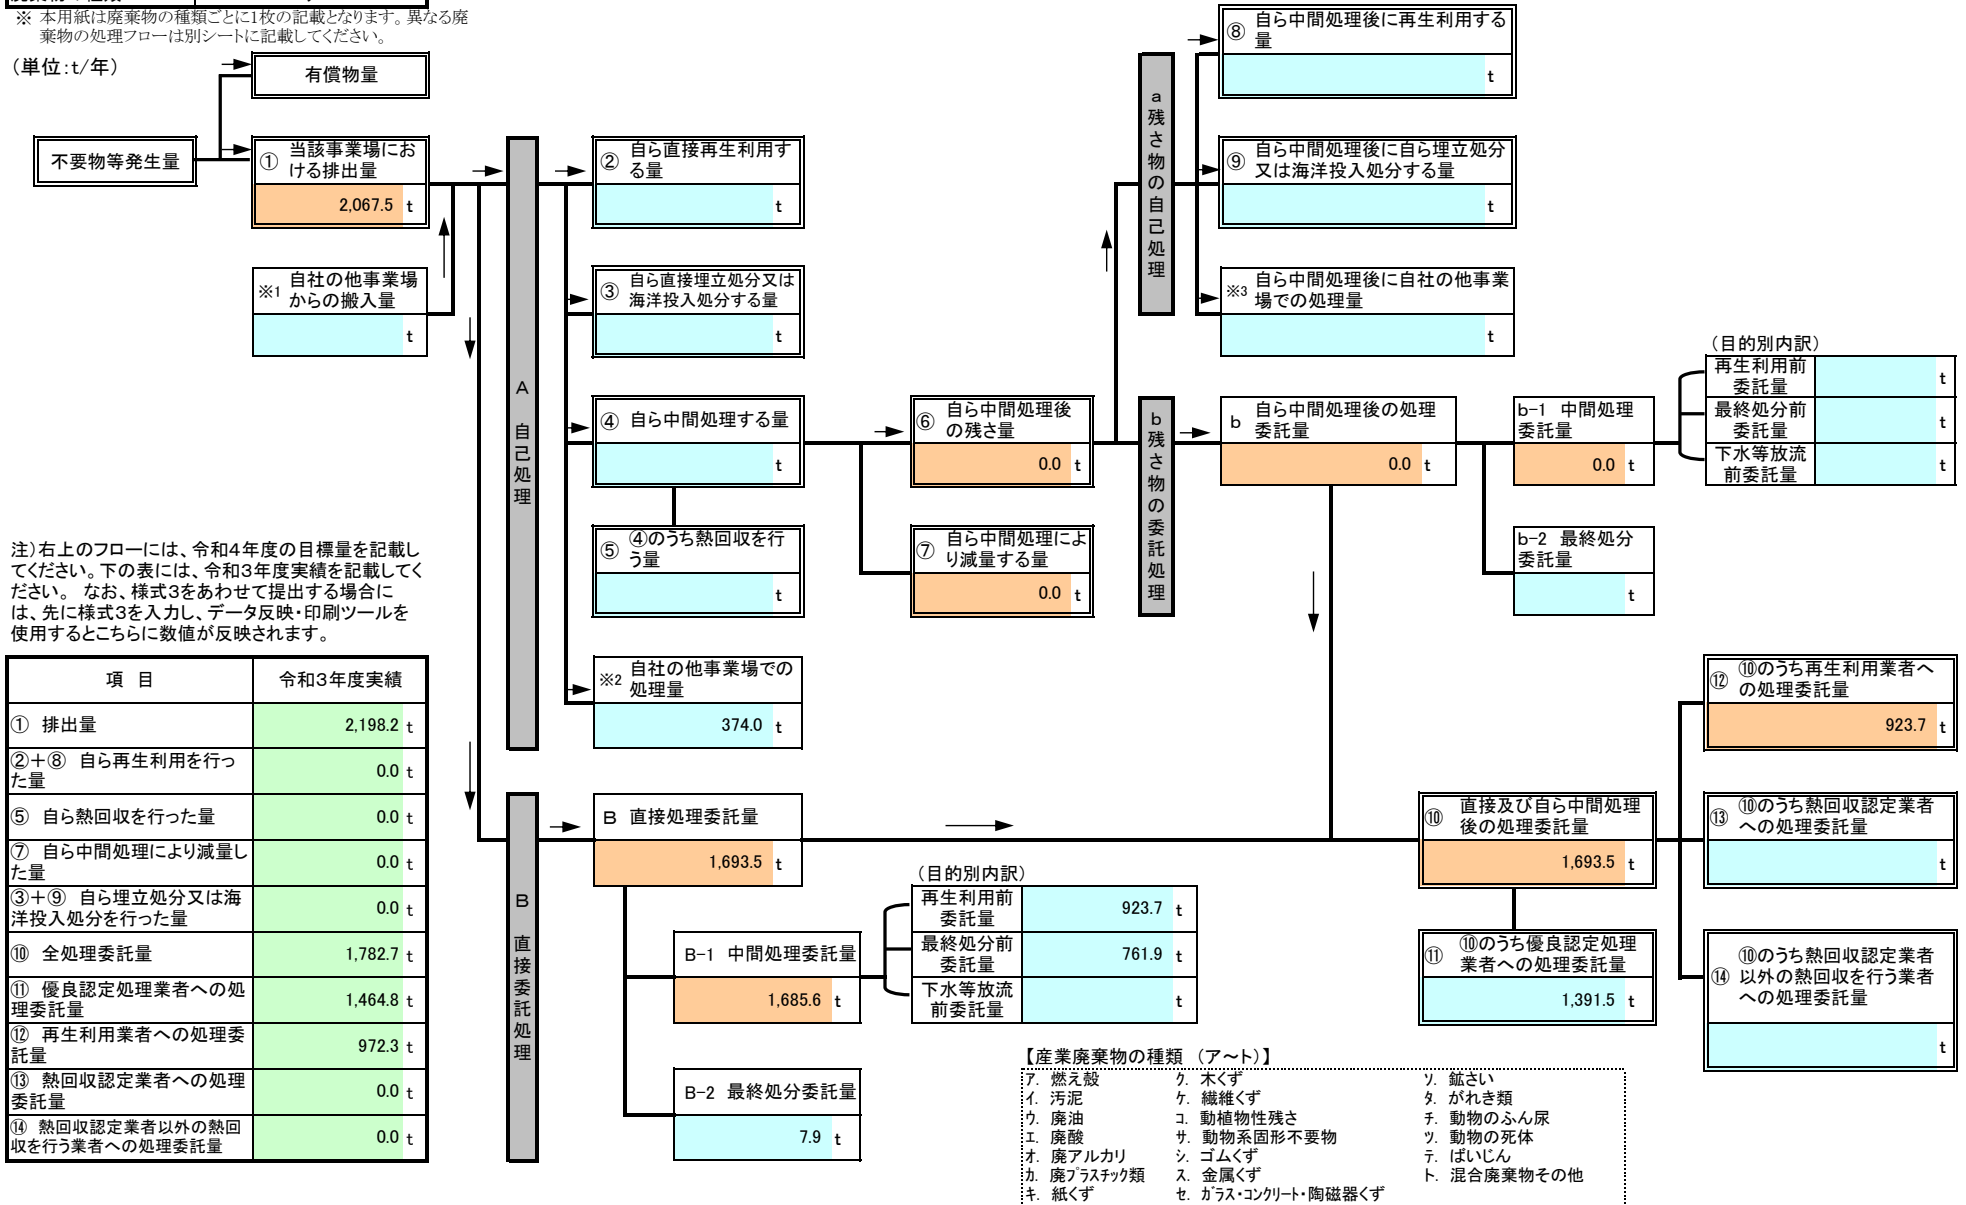 ※ 本用紙は廃棄物の種類ごとに1枚の記載となります。異なる廃
棄物の処理フローは別シートに記載してください。
(単位:t/年)
有償物量
不要物等発生量
① 当該事業場にお
ける排出量
2,067.5 t
※1 自社の他事業場
からの搬入量
t
A 自己処理
② 自ら直接再生利用す
る量
t
③ 自ら直接埋立処分又は
海洋投入処分する量
t
④ 自ら中間処理する量
t
⑤ ④のうち熱回収を行
う量
t
※2 自社の他事業場での
処理量
374.0 t
⑥ 自ら中間処理後
の残さ量
0.0 t
⑦ 自ら中間処理によ
り減量する量
0.0 t
a残さ物の自己処理
⑧ 自ら中間処理後に再生利用する
量
t
⑨ 自ら中間処理後に自ら埋立処分
又は海洋投入処分する量
t
※3 自ら中間処理後に自社の他事業
場での処理量
t
b残さ物の委託処理
b 自ら中間処理後の処理
委託量
0.0 t
b-1 中間処理
委託量
0.0 t
b-2 最終処分
委託量
t
(目的別内訳)
再生利用前
委託量
t
最終処分前
委託量
t
下水等放流
前委託量
t
注)右上のフローには、令和4年度の目標量を記載し
てください。下の表には、令和3年度実績を記載してく
ださい。 なお、様式3をあわせて提出する場合に
は、先に様式3を入力し、データ反映・印刷ツールを
使用するとこちらに数値が反映されます。
項 目 令和3年度実績
① 排出量 2,198.2 t
②+⑧ 自ら再生利用を行っ
た量 0.0 t
⑤ 自ら熱回収を行った量 0.0 t
⑦ 自ら中間処理により減量し
た量 0.0 t
③+⑨ 自ら埋立処分又は海
洋投入処分を行った量 0.0 t
⑩ 全処理委託量 1,782.7 t
⑪ 優良認定処理業者への処
理委託量 1,464.8 t
⑫ 再生利用業者への処理委
託量 972.3 t
⑬ 熱回収認定業者への処理
委託量 0.0 t
⑭ 熱回収認定業者以外の熱回
収を行う業者への処理委託量 0.0 t
B 直接委託処理
B 直接処理委託量
1,693.5 t
B-1 中間処理委託量
1,685.6 t
B-2 最終処分委託量
7.9 t
(目的別内訳)
再生利用前
委託量
923.7 t
最終処分前
委託量
761.9 t
下水等放流
前委託量
t
⑩ 直接及び自ら中間処理
後の処理委託量
1,693.5 t
⑪ ⑩のうち優良認定処理
業者への処理委託量
1,391.5 t
⑫ ⑩のうち再生利用業者へ
の処理委託量
923.7 t
⑬ ⑩のうち熱回収認定業者
への処理委託量
t
⑭ ⑩のうち熱回収認定業者
以外の熱回収を行う業者
への処理委託量
t
【産業廃棄物の種類 (ア~ト)】
ア. 燃え殻
イ. 汚泥
ウ. 廃油
エ. 廃酸
オ. 廃アルカリ
カ. 廃プラスチック類
キ. 紙くず
ク. 木くず
ケ. 繊維くず
コ. 動植物性残さ
サ. 動物系固形不要物
シ. ゴムくず
ス. 金属くず
セ. ガラス・コンクリート・陶磁器くず
ソ. 鉱さい
タ. がれき類
チ. 動物のふん尿
ツ. 動物の死体
テ. ばいじん
ト. 混合廃棄物その他